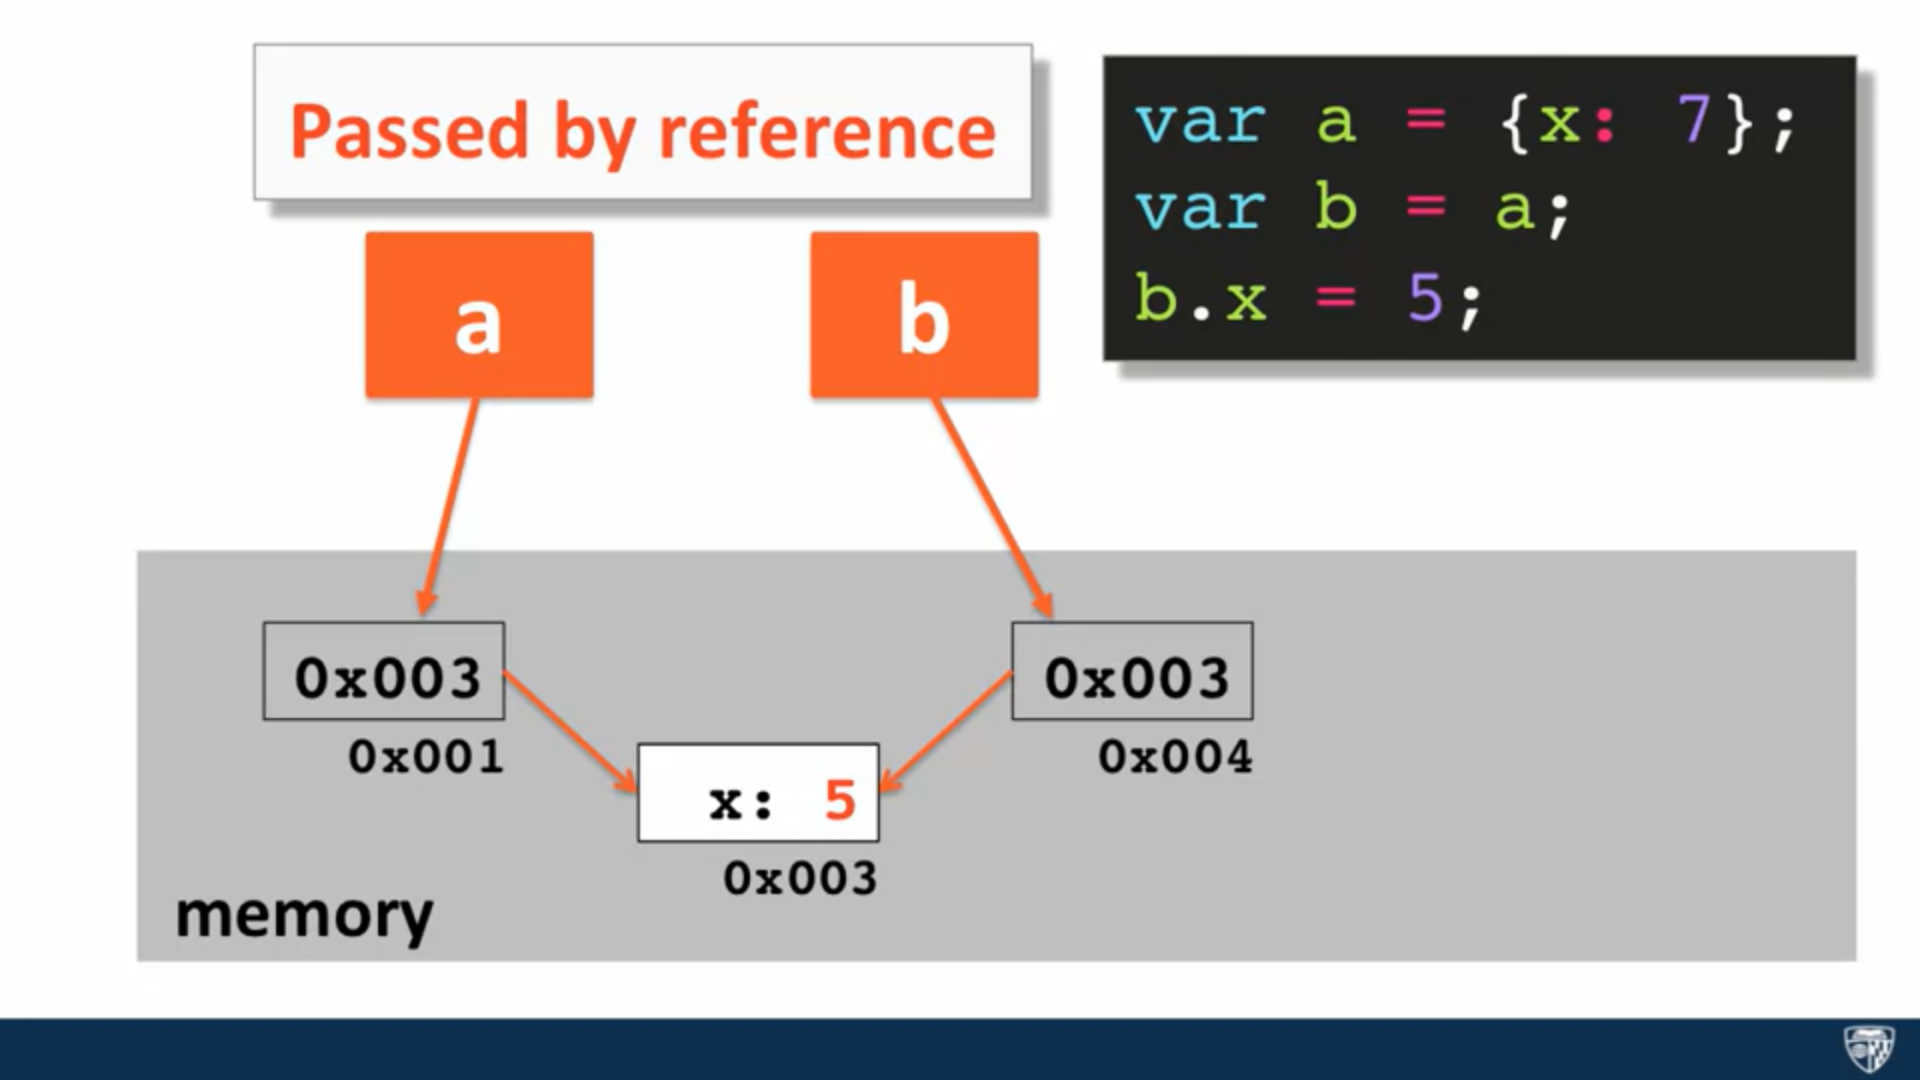 Passed by reference
var a = {x: 7};
var b = a;
b.x = 5;
a
b
0x003
0x001
0x003
0x004
x: 5
0x003
memory